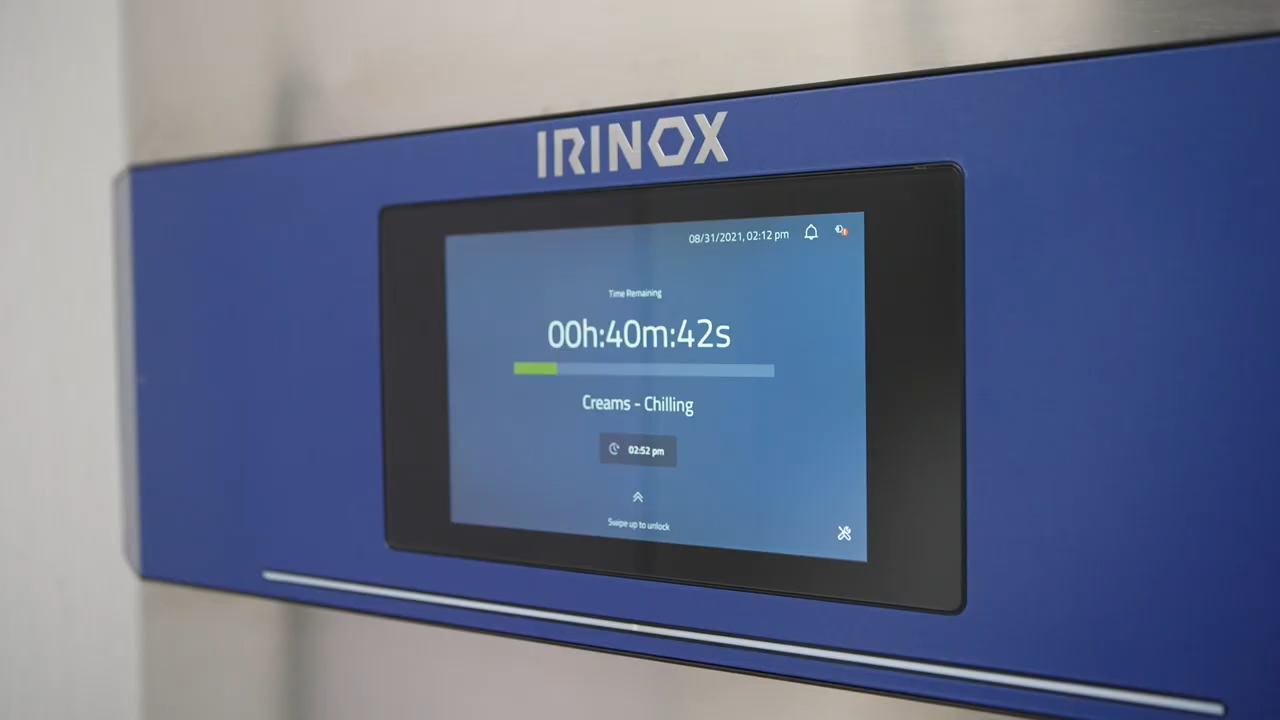 IRINOX
08/31/2021, 02:12 pm
Time Remaining
00h:40m:42s
Creams - Chilling
02:52 pm
Swipe up to unlock